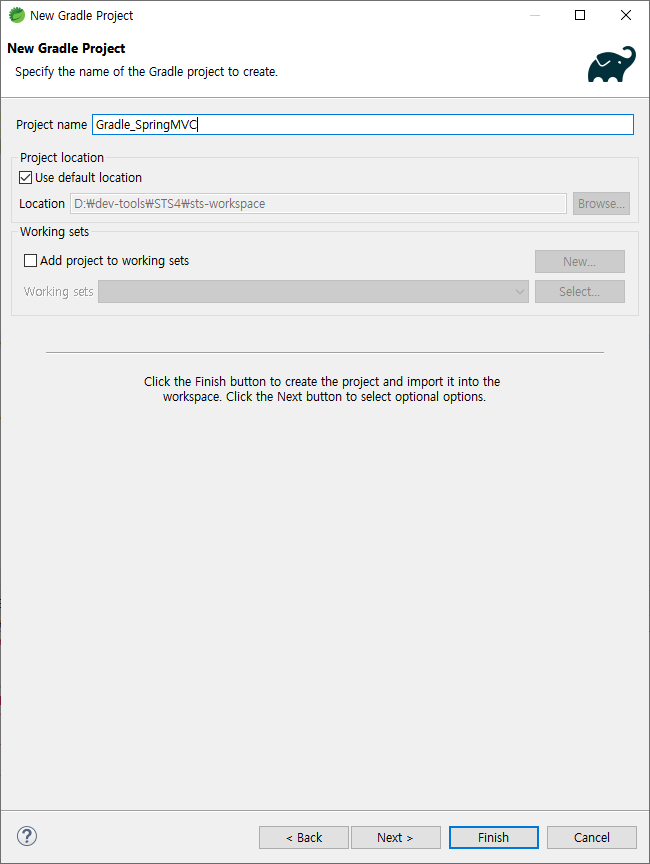 New Gradle Project
New Gradle Project
Specify the name of the Gradle project to create.
Project name Gradle_SpringMVC
Project location
Use default location
Location D:₩dev-tools₩STS4₩sts-workspace Browse...
Working sets
Add project to working sets New...
Working sets Select...
Click the Finish button to create the project and import it into the
workspace. Click the Next button to select optional options.
? < Back Next > Finish Cancel